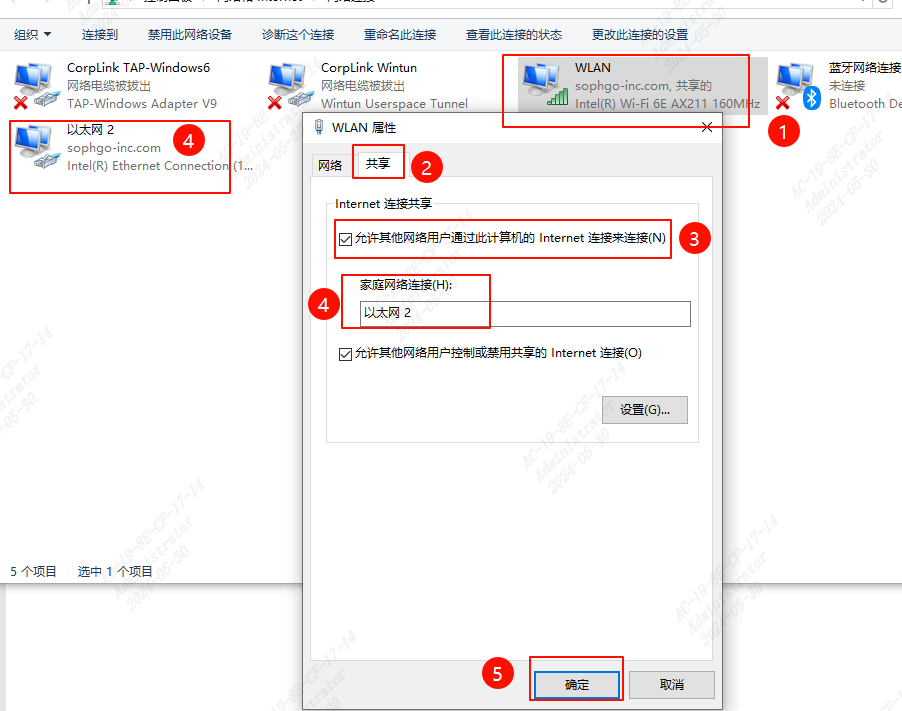 组织 连接到 禁用此网络设备 诊断这个连接 重命名此连接 查看此连接的状态 更改此连接的设置
CorpLink TAP-Windows6
网络电缆被拔出
TAP-Windows Adapter V9
CorpLink Wintun
网络电缆被拔出
Wintun Userspace Tunnel
WLAN
sophgo-inc.com, 共享的
Intel(R) Wi-Fi 6E AX211 160MHz
1
蓝牙网络连接
未连接
Bluetooth De
以太网 2
sophgo-inc.com
Intel(R) Ethernet Connection (1...
4
WLAN 属性
网络 共享
2
Internet 连接共享
允许其他网络用户通过此计算机的 Internet 连接来连接(N)
3
家庭网络连接(H):
4
以太网 2
允许其他网络用户控制或禁用共享的 Internet 连接(O)
设置(G)...
5 个项目 选中 1 个项目
5
确定 取消
AC-19-8E-CF-17-14
Administrator
2024-05-30